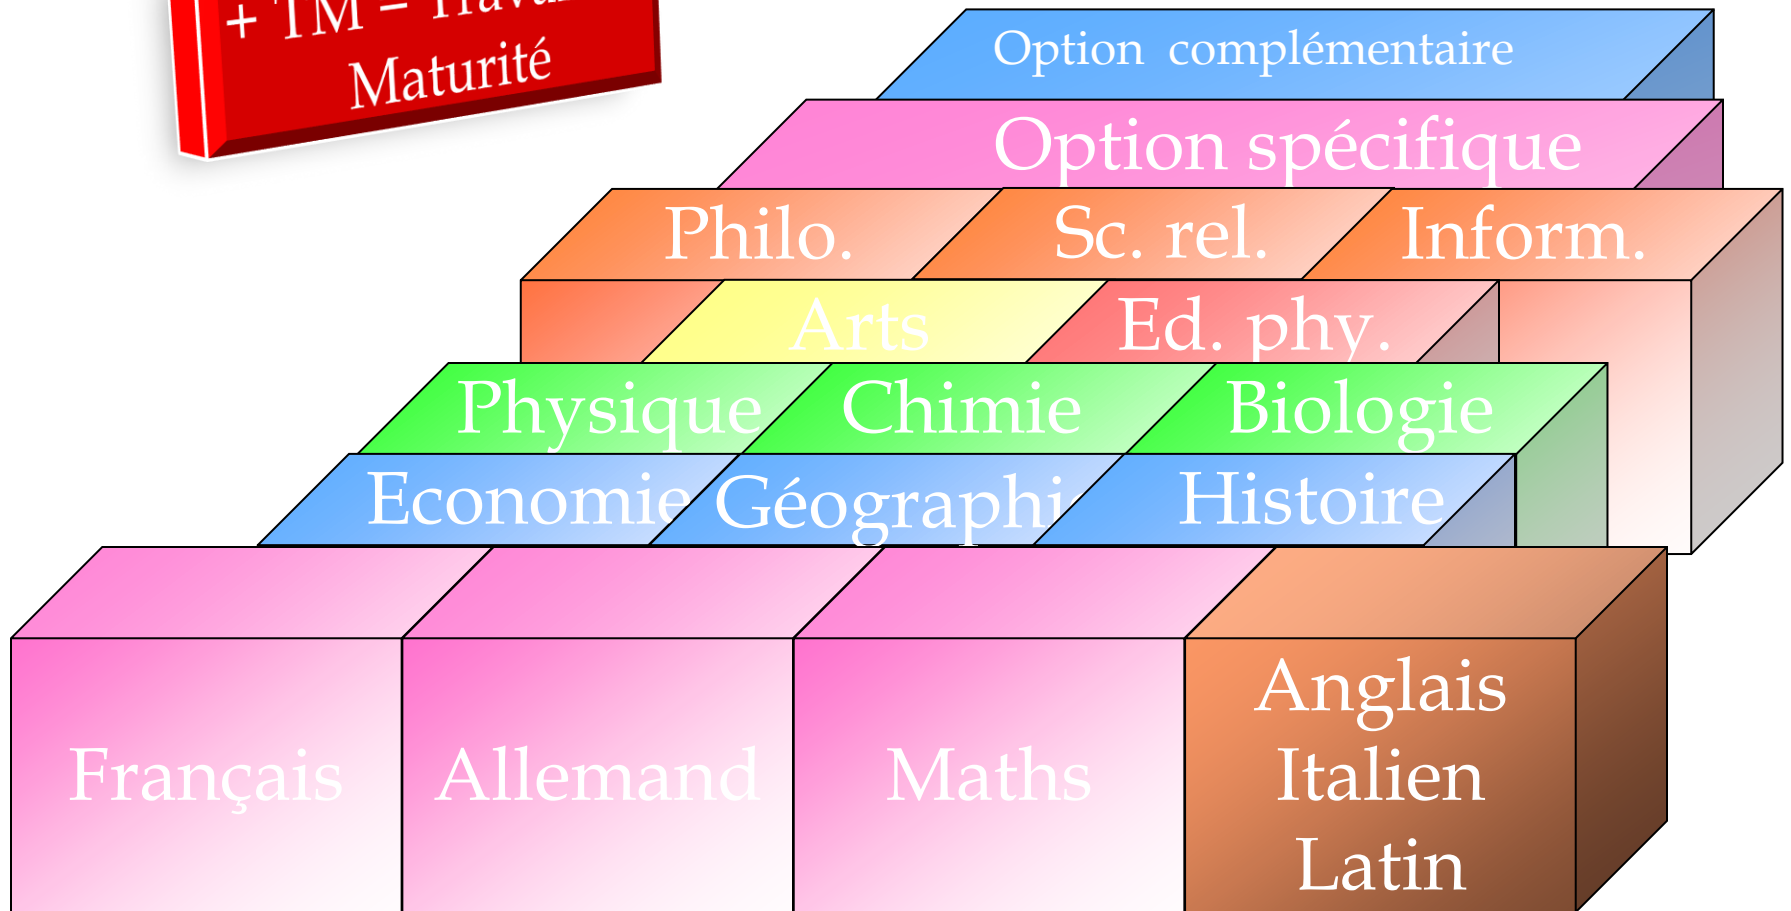 + TM =
Maturité
Option complémentaire
Option spécifique
Philo. Sc. rel. Inform.
Arts Ed. phy.
Physique Chimie Biologie
Economie Histoire
Français Allemand Maths
Anglais
Italien
Latin